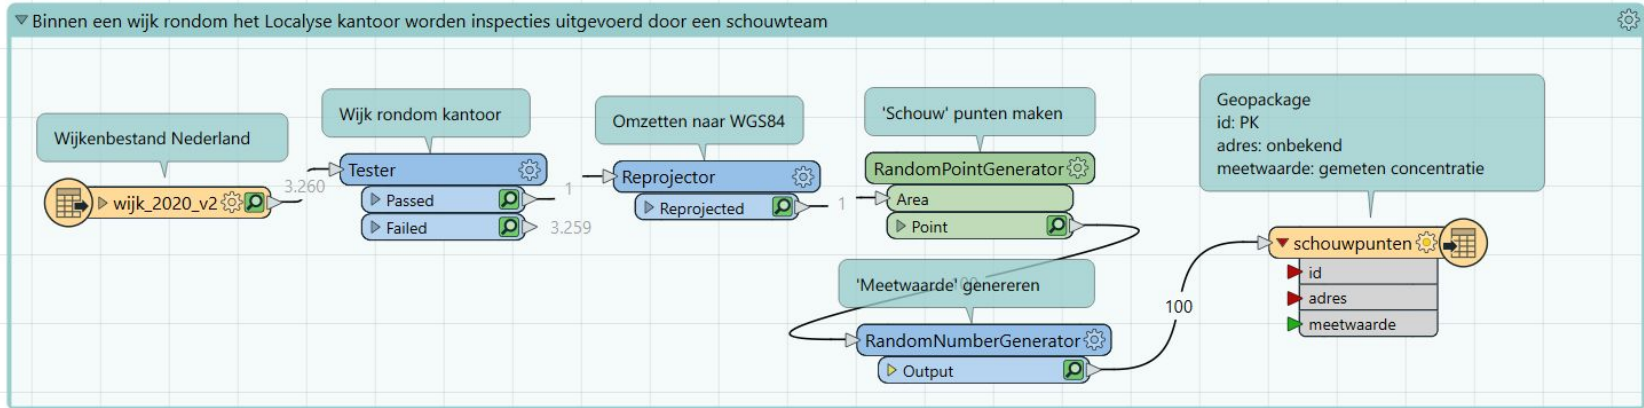 Binnen een wijk rondom het Localyse kantoor worden inspecties uitgevoerd door een schouwteam
Wijkenbestand Nederland
wijk_2020_v2
3.260
Wijk rondom kantoor
Tester
Passed
Failed
1
3.259
Omzetten naar WGS84
Reprojector
Reprojected
1
'Schouw' punten maken
RandomPointGenerator
Area
Point
'Meetwaarde' genereren
RandomNumberGenerator
Output
100
Geopackage
id: PK
adres: onbekend
meetwaarde: gemeten concentratie
schouwpunten
id
adres
meetwaarde